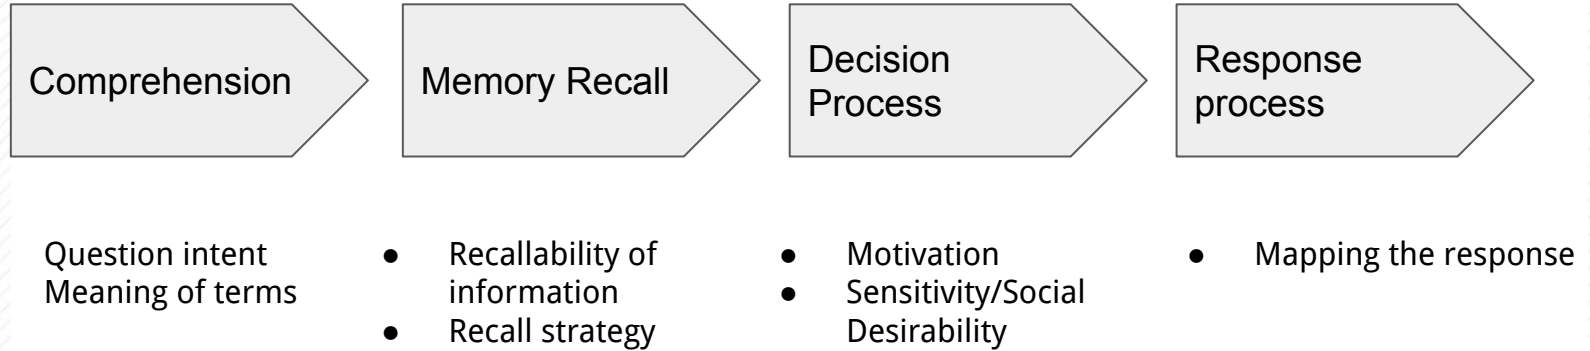 Comprehension
Memory Recall
Decision
Process
Response
process
Question intent
Meaning of terms
● Recallability of
information
● Recall strategy
● Motivation
● Sensitivity/Social
Desirability
● Mapping the response